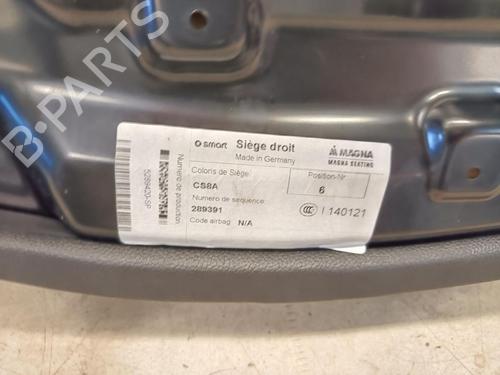 smart Siège droit MAGNA
Made in Germany MAGNA SEATING
Coloris de Siège Position-Nr
CS8A 6
Numero de sequence
289391 CCC I 140121
Code airbag N/A
Numero de production
B-PARTS